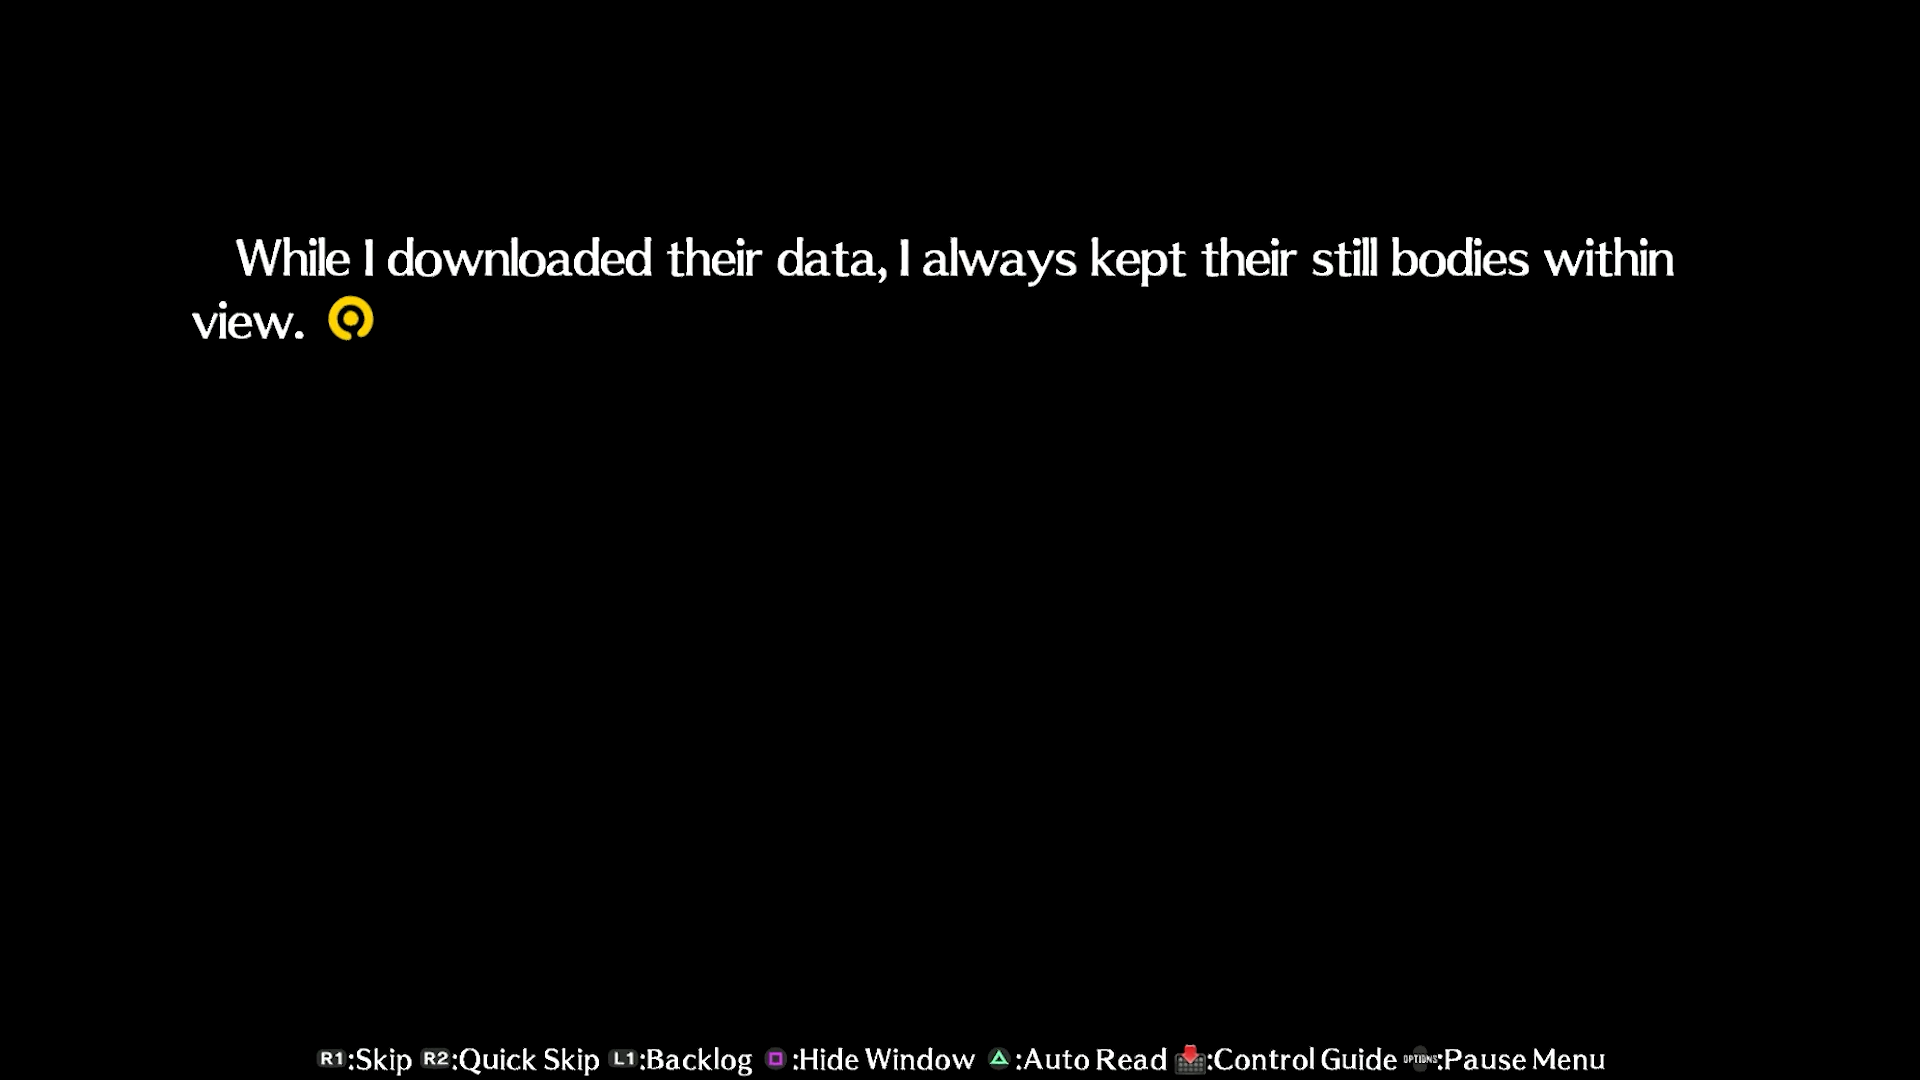 While I downloaded their data, I always kept their still bodies within
view.
R1:Skip R2:Quick Skip L1:Backlog :Hide Window :Auto Read :Control Guide OPTIONS:Pause Menu